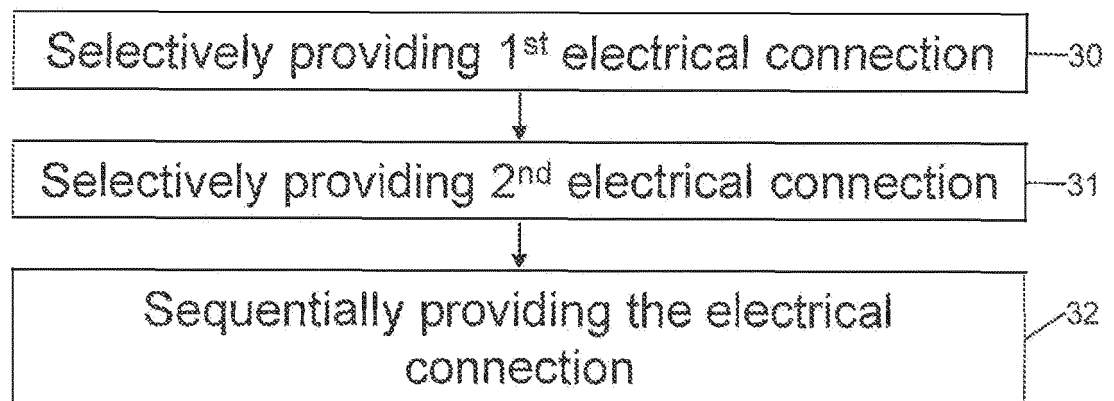 Selectively providing 1st electrical connection
30
Selectively providing 2nd electrical connection
31
Sequentially providing the electrical
connection
32